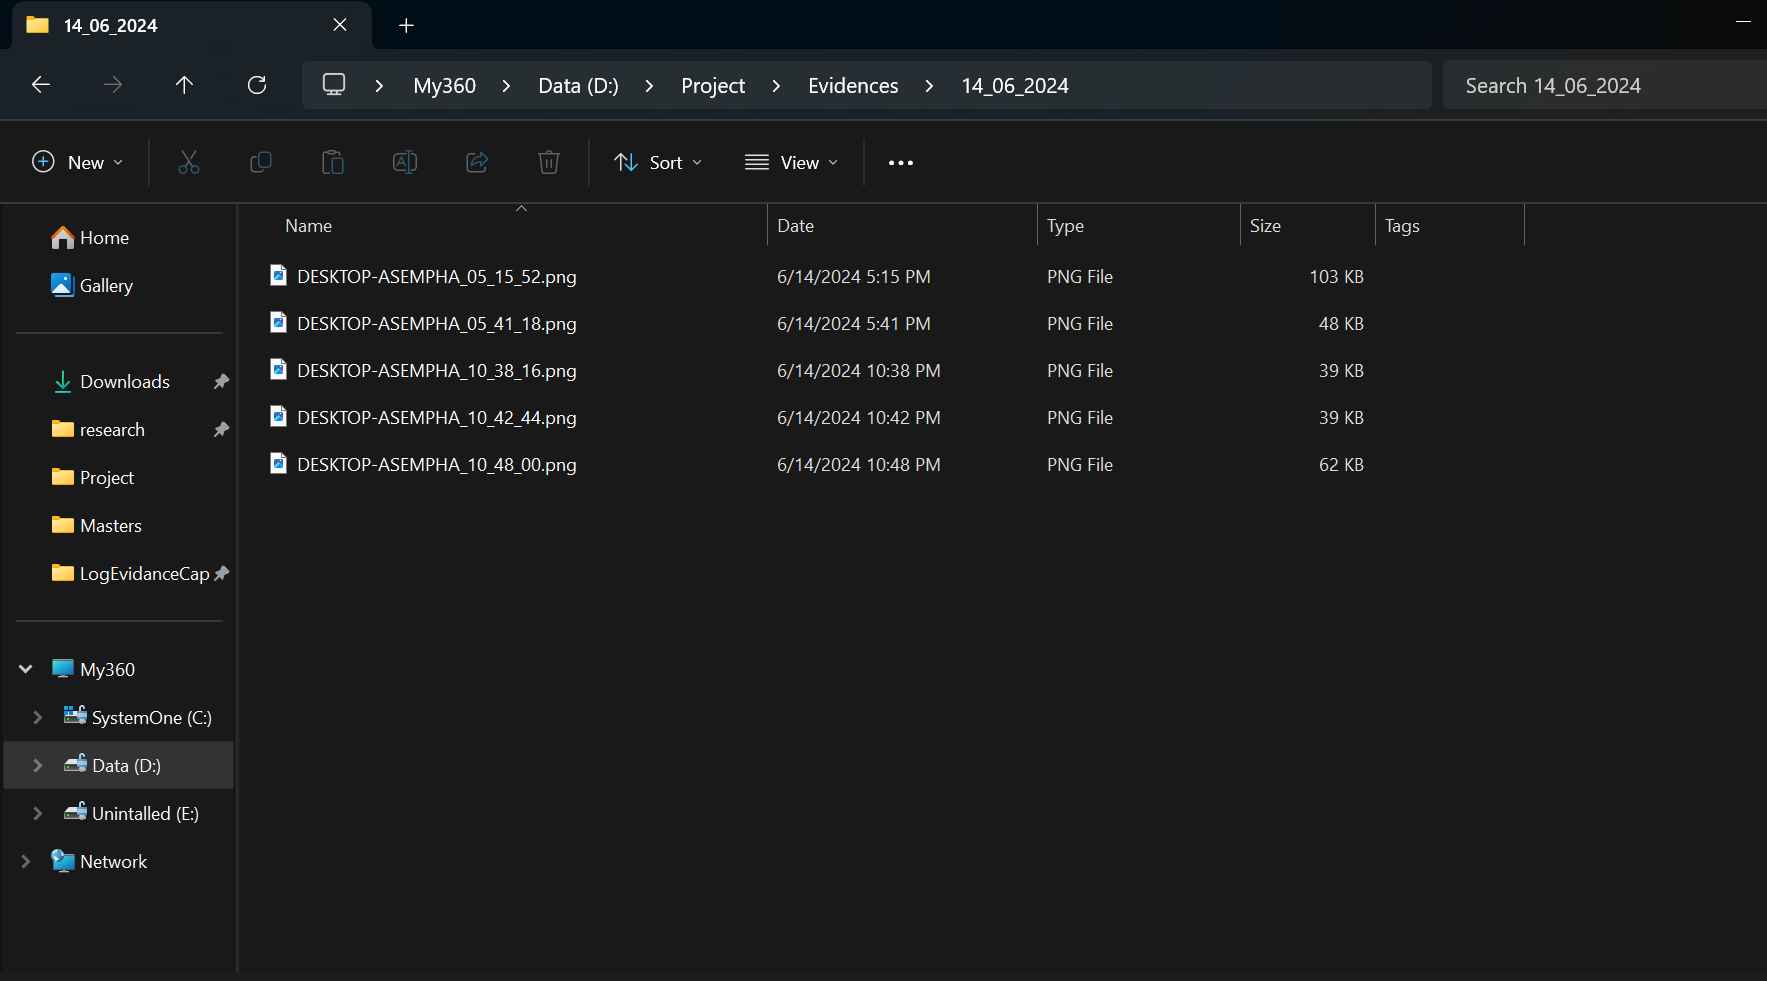 14_06_2024
My360 > Data (D:) > Project > Evidences > 14_06_2024
Search 14_06_2024
New
Sort
View
Home
Gallery
Downloads
research
Project
Masters
LogEvidanceCap
My360
SystemOne (C:)
Data (D:)
Unintalled (E:)
Network
Name Date Type Size Tags
DESKTOP-ASEMPHA_05_15_52.png 6/14/2024 5:15 PM PNG File 103 KB
DESKTOP-ASEMPHA_05_41_18.png 6/14/2024 5:41 PM PNG File 48 KB
DESKTOP-ASEMPHA_10_38_16.png 6/14/2024 10:38 PM PNG File 39 KB
DESKTOP-ASEMPHA_10_42_44.png 6/14/2024 10:42 PM PNG File 39 KB
DESKTOP-ASEMPHA_10_48_00.png 6/14/2024 10:48 PM PNG File 62 KB